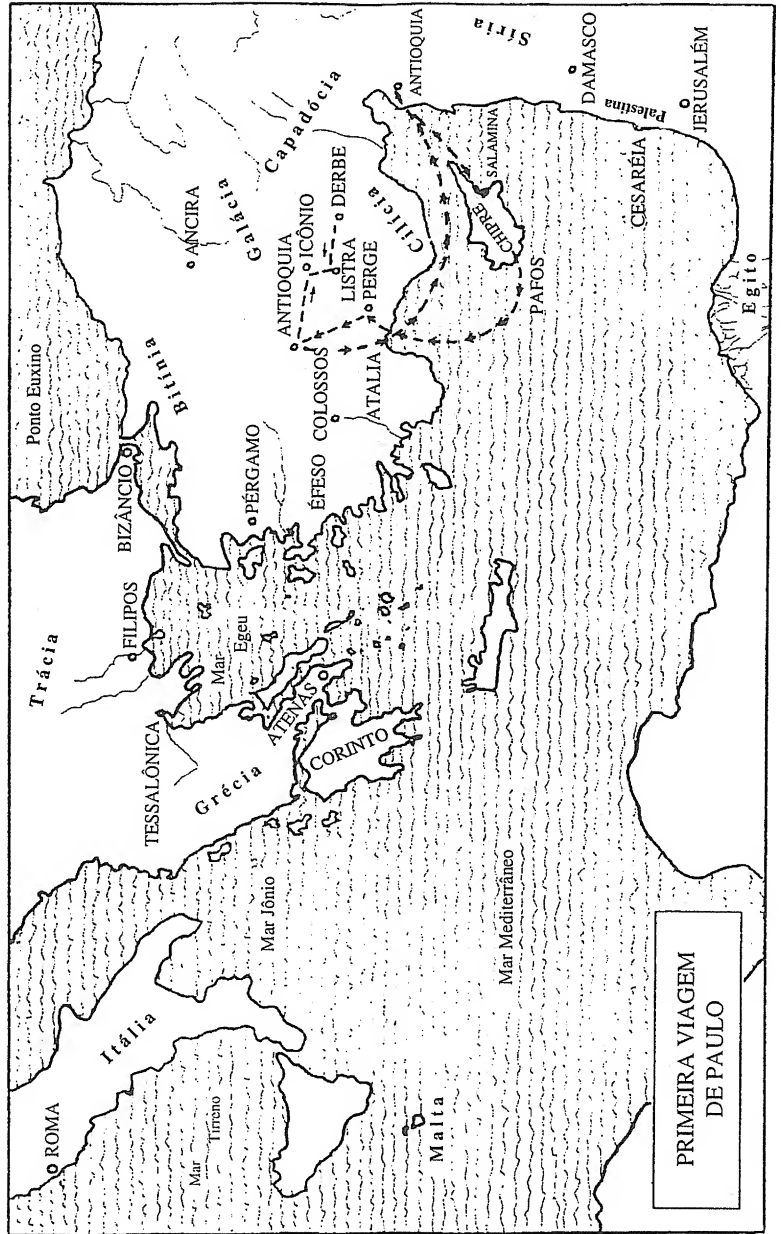 ROMA
Itália
Mar
Tirreno
Malta
PRIMEIRA VIAGEM
DE PAULO
Mar Jônio
Mar Mediterrâneo
Trácia
FILIPOS
TESSALÔNICA
Grécia
ATENAS
CORINTO
Mar
Egeu
Ponto Euxino
BIZÂNCIO
Bitínia
PÉRGAMO
ÉFESO
COLOSSOS
ATALIA
ANTIOQUIA
ICÔNIO
LISTRA
DERBE
PERGE
ANCIRA
Galácia
Capadócia
Cilícia
CHIPRE
SALAMINA
PAFOS
ANTIOQUIA
Síria
DAMASCO
Palestina
JERUSALÉM
CESARÉIA
Egito